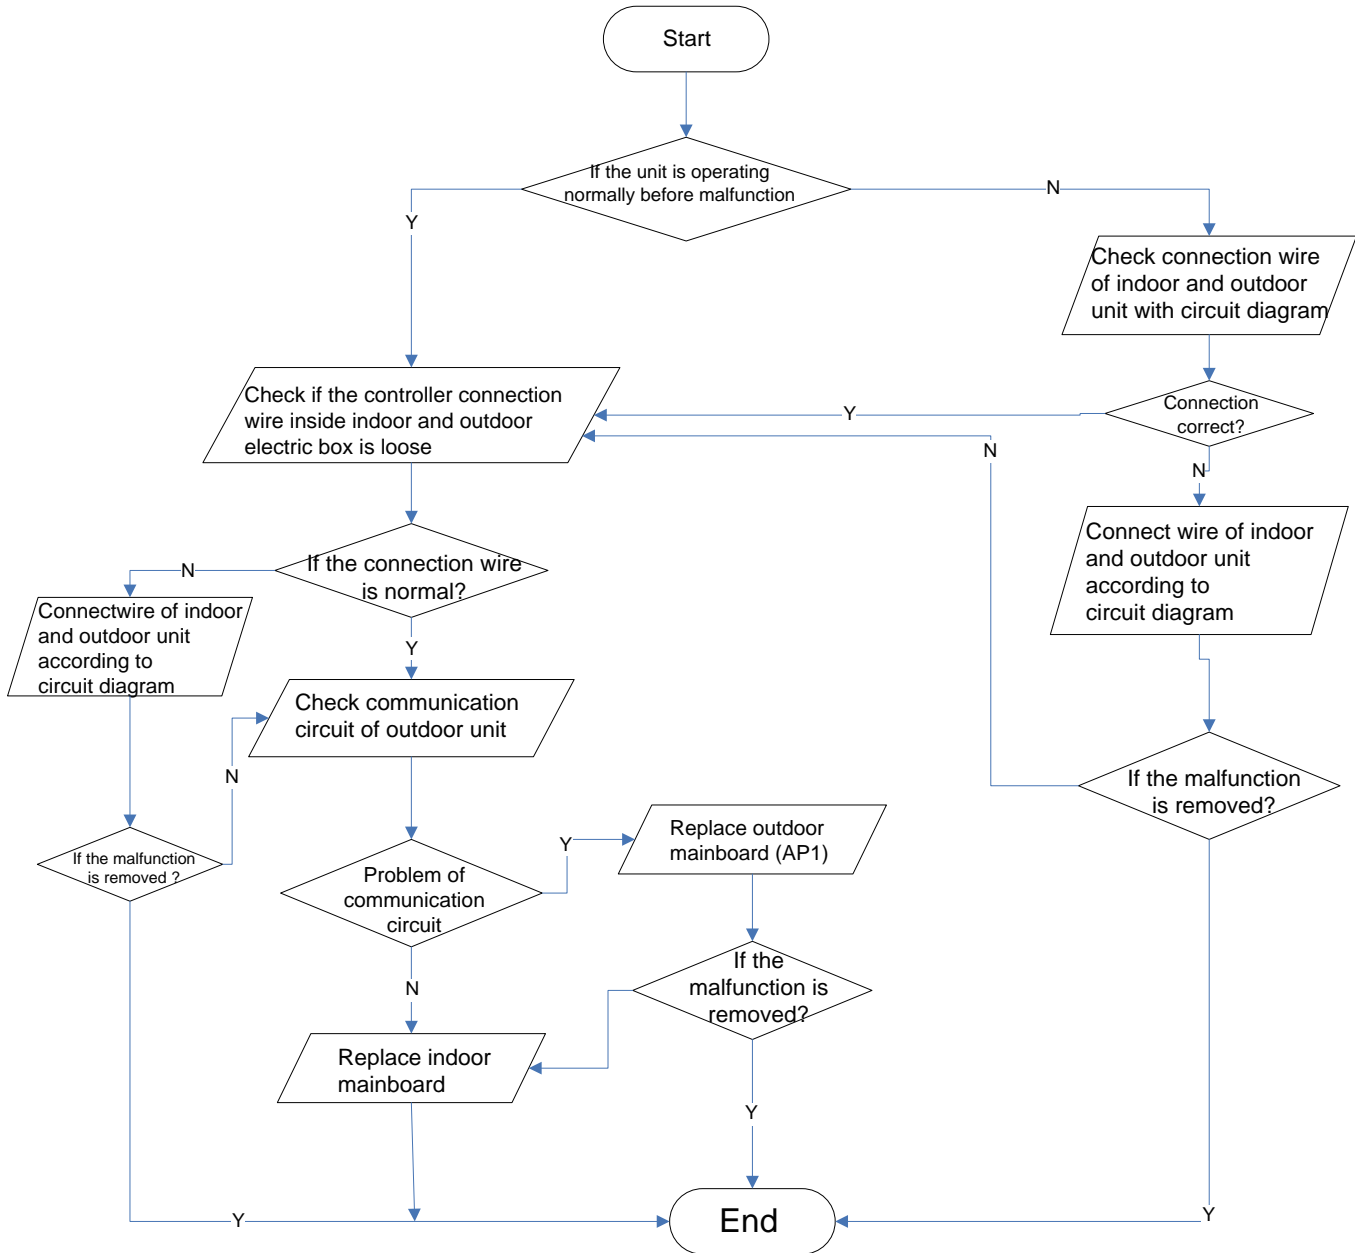 Start
If the unit is operating
normally before malfunction
N
Y
Check connection wire
of indoor and outdoor
unit with circuit diagram
Check if the controller connection
wire inside indoor and outdoor
electric box is loose
Y
Connection
correct?
N
N
Connect wire of indoor
and outdoor unit
according to
circuit diagram
If the connection wire
is normal?
N
Connectwire of indoor
and outdoor unit
according to
circuit diagram
Y
Check communication
circuit of outdoor unit
N
If the malfunction
is removed?
Replace outdoor
mainboard (AP1)
Y
If the malfunction
is removed ?
Problem of
communication
circuit
If the
malfunction is
removed?
N
Replace indoor
mainboard
Y
Y
Y
End